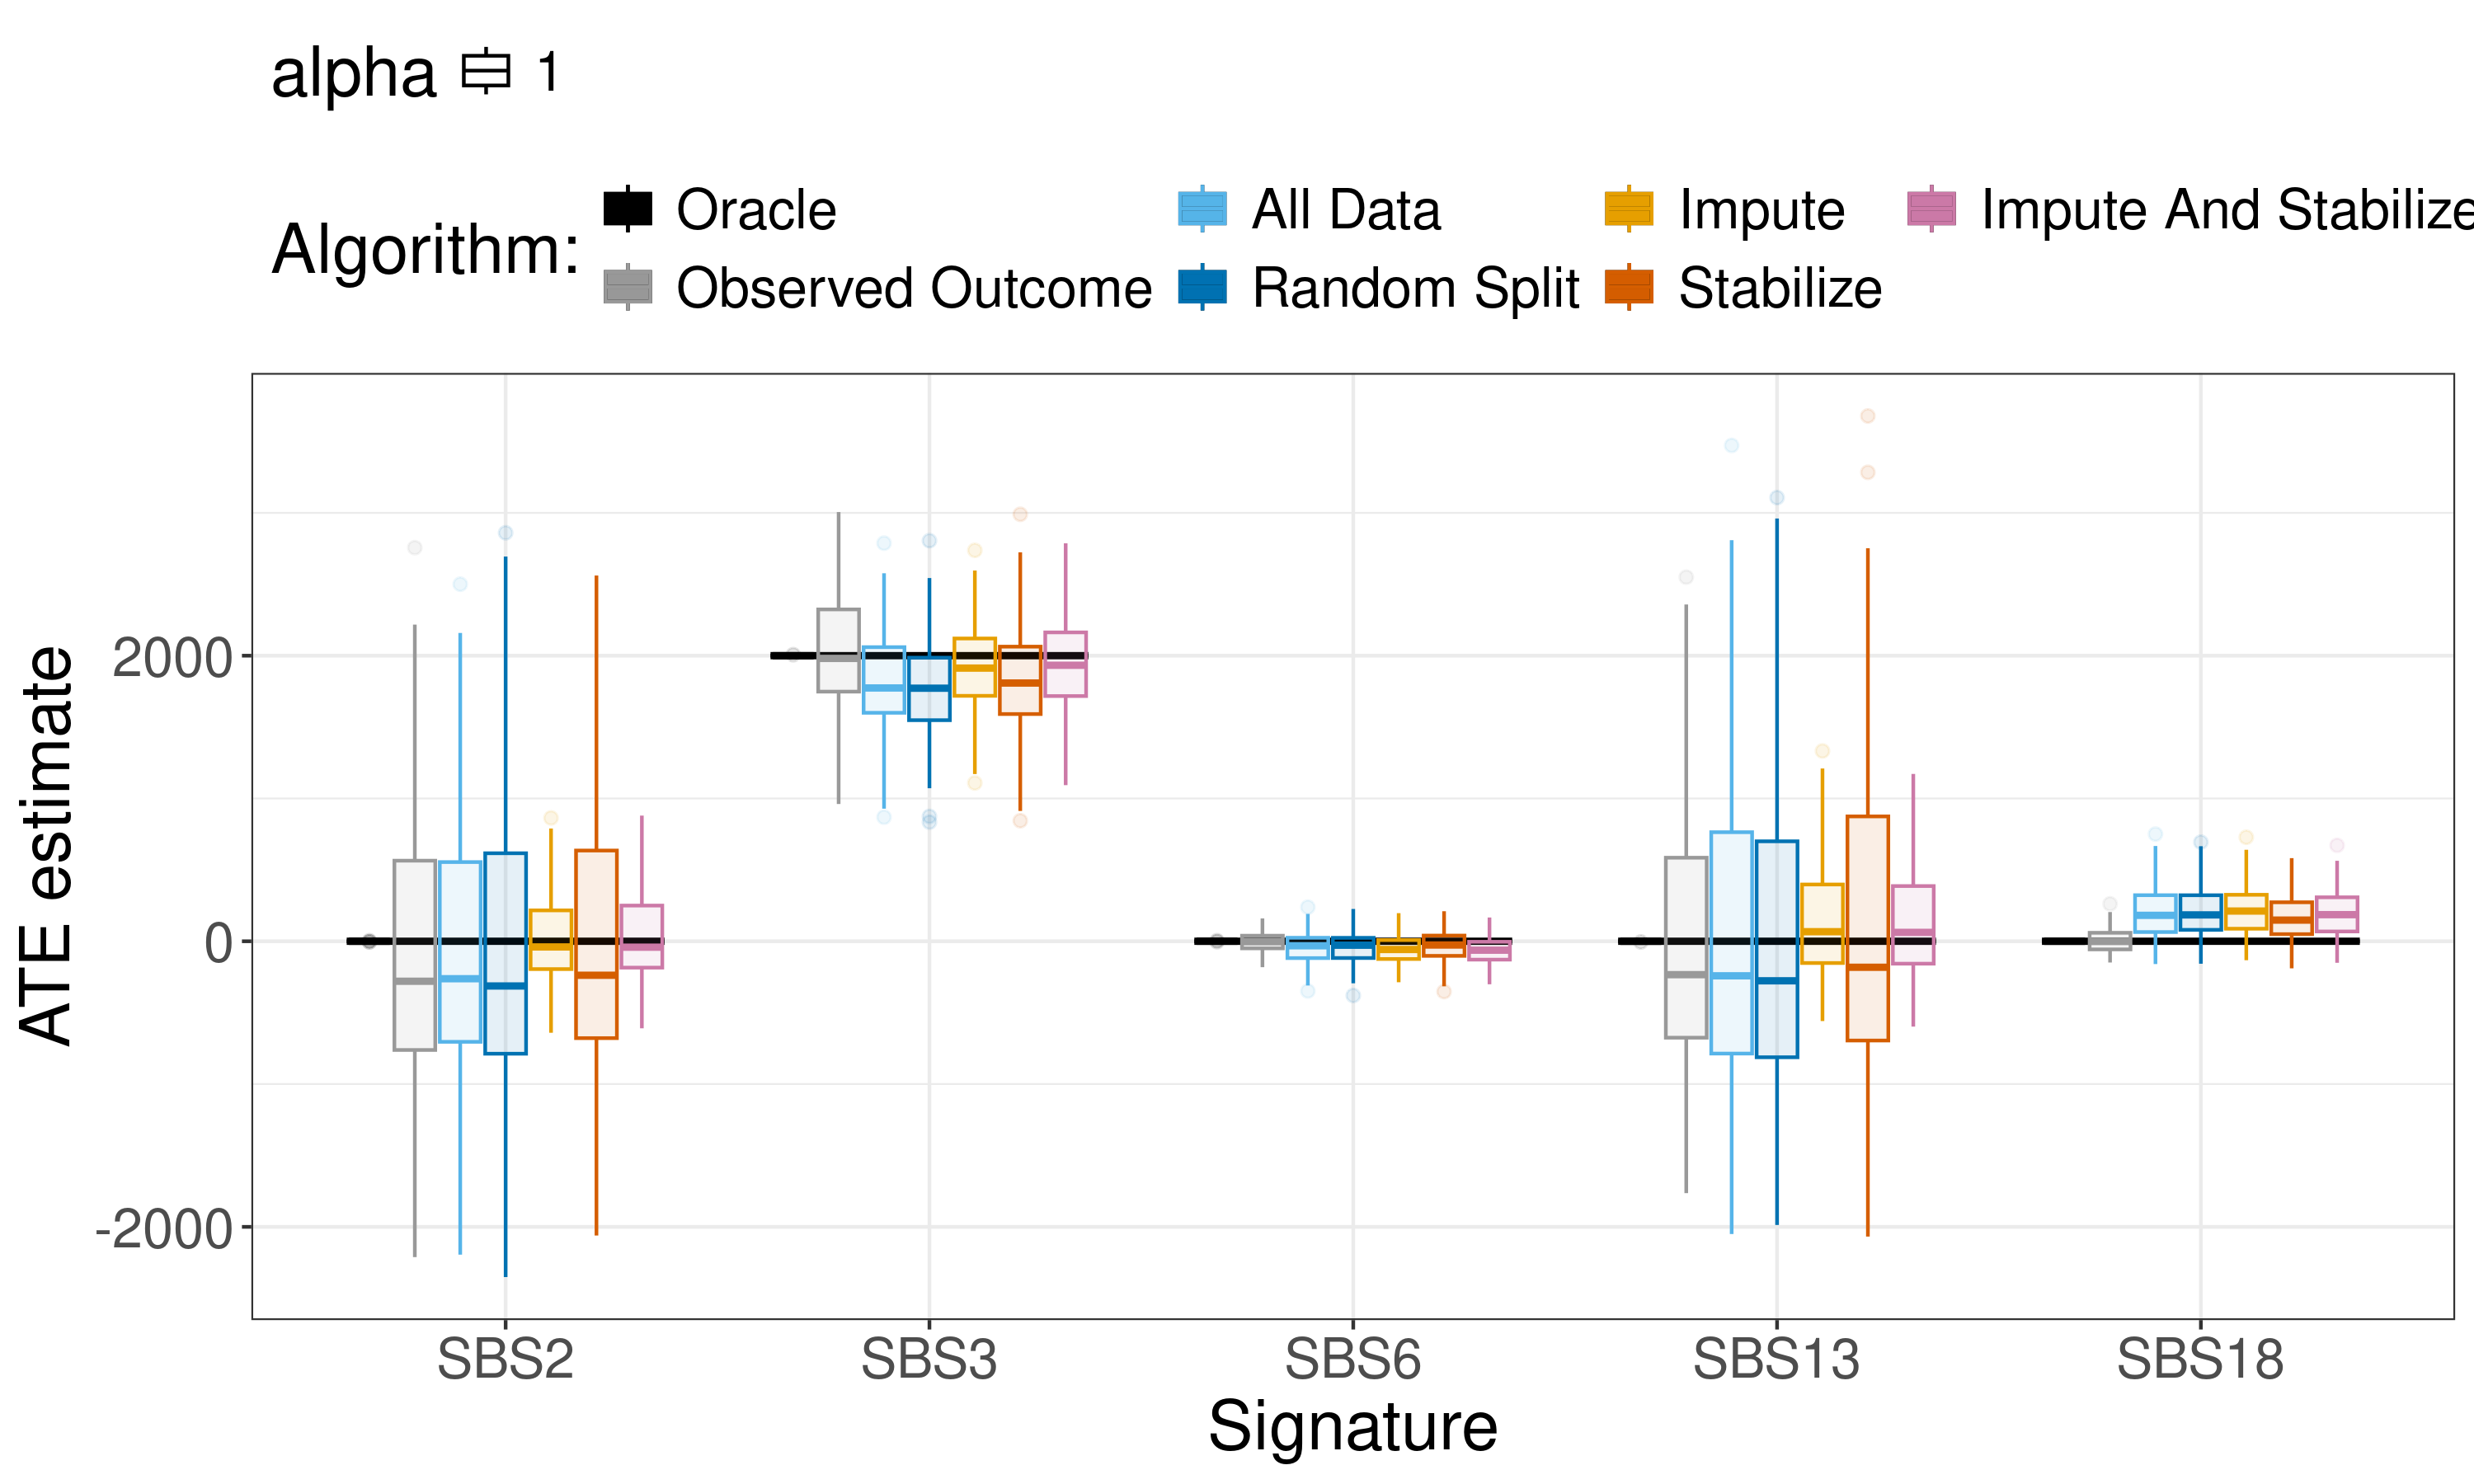 alpha 1
Algorithm: Oracle All Data Impute Impute And Stabilize
Observed Outcome Random Split Stabilize
ATE estimate
2000
0
-2000
SBS2 SBS3 SBS6 SBS13 SBS18
Signature